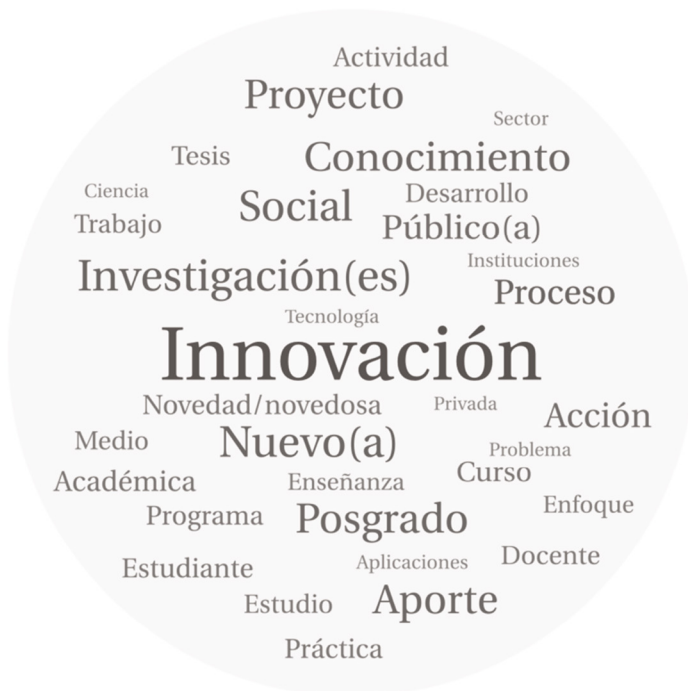 Actividad
Proyecto
Sector
Tesis
Conocimiento
Ciencia
Social
Desarrollo
Trabajo
Público(a)
Investigación(es)
Instituciones
Proceso
Tecnología
Innovación
Novedad/novedosa
Privada
Acción
Medio
Nuevo(a)
Problema
Académica
Enseñanza
Curso
Programa
Posgrado
Enfoque
Estudiante
Aplicaciones
Docente
Estudio
Aporte
Práctica